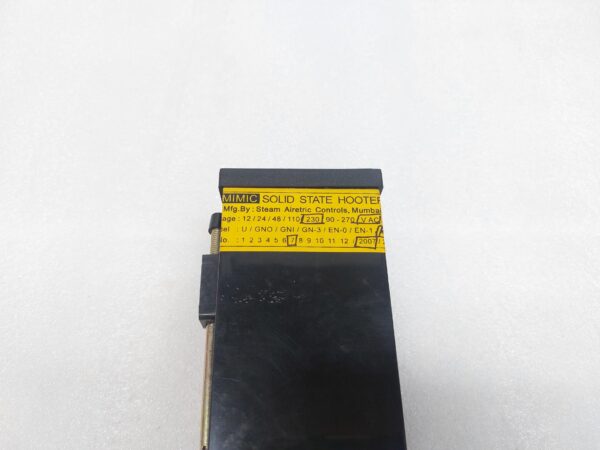 MIMIC SOLID STATE HOOTER
Mfg.By : Steam Airetric Controls, Mumbai
age : 12 / 24 / 48 / 110 / 230 / 90 - 270 / V AC
el : U / GNO / GNI / GN-3 / EN-0 / EN-1 /
o. : 1 2 3 4 5 6 7 8 9 10 11 12 / 2007 /